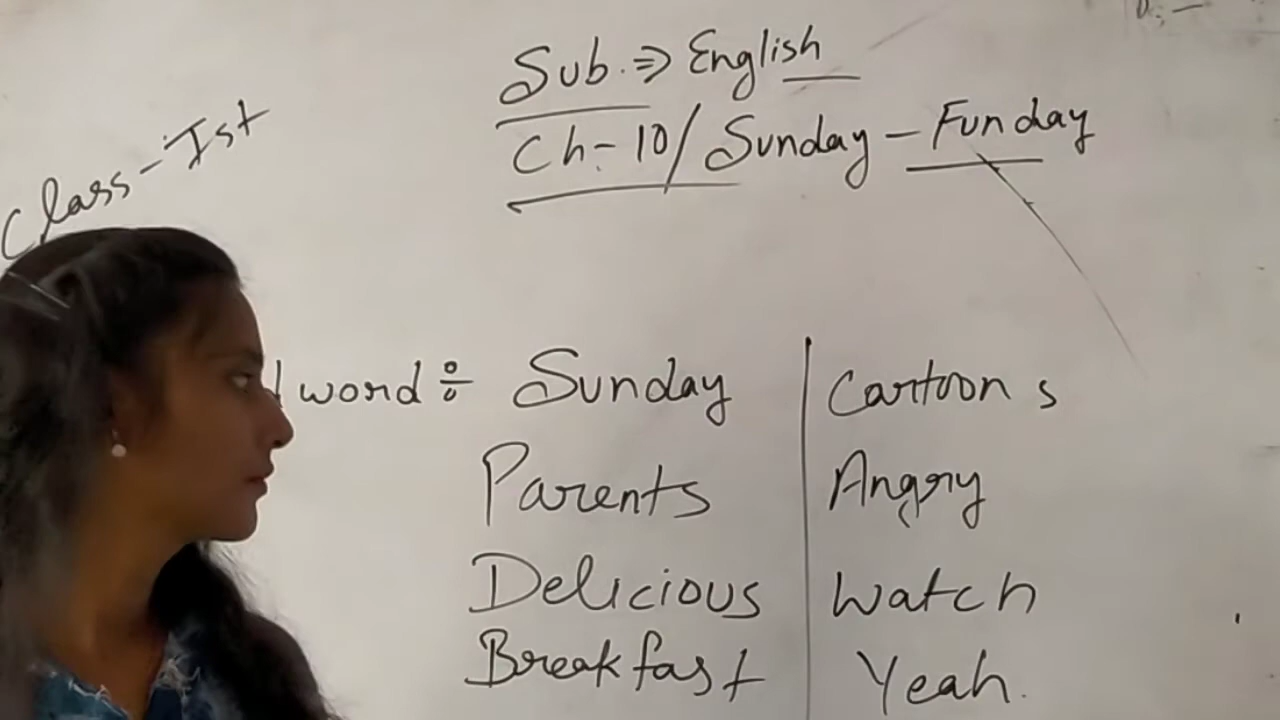 Sub. ⇒ English
Class-Ist
Ch-10/ Sunday - Funday
word ÷ Sunday | Cartoons
Parents | Angry
Delicious | Watch
Breakfast | Yeah.